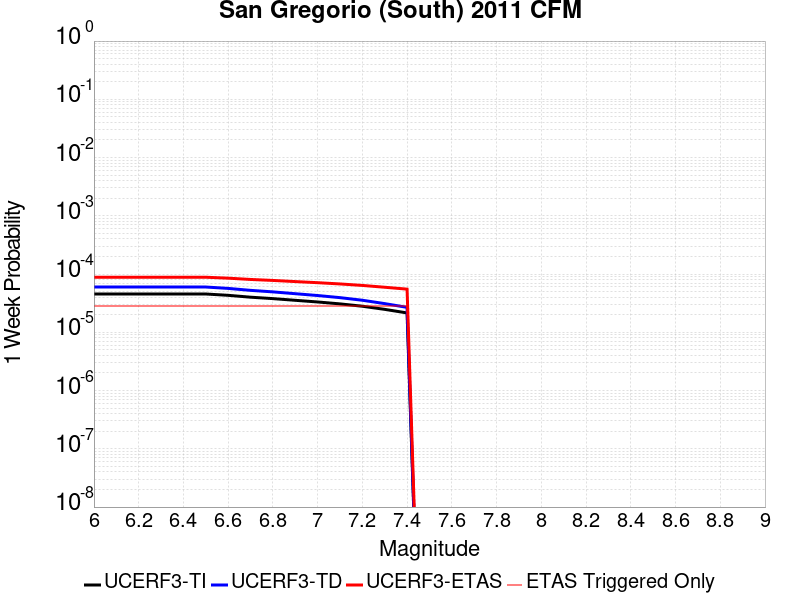 San Gregorio (South) 2011 CFM
10^0
10^-1
10^-2
10^-3
10^-4
10^-5
10^-6
10^-7
10^-8
1 Week Probability
6 6.2 6.4 6.6 6.8 7 7.2 7.4 7.6 7.8 8 8.2 8.4 8.6 8.8 9
Magnitude
UCERF3-TI UCERF3-TD UCERF3-ETAS ETAS Triggered Only